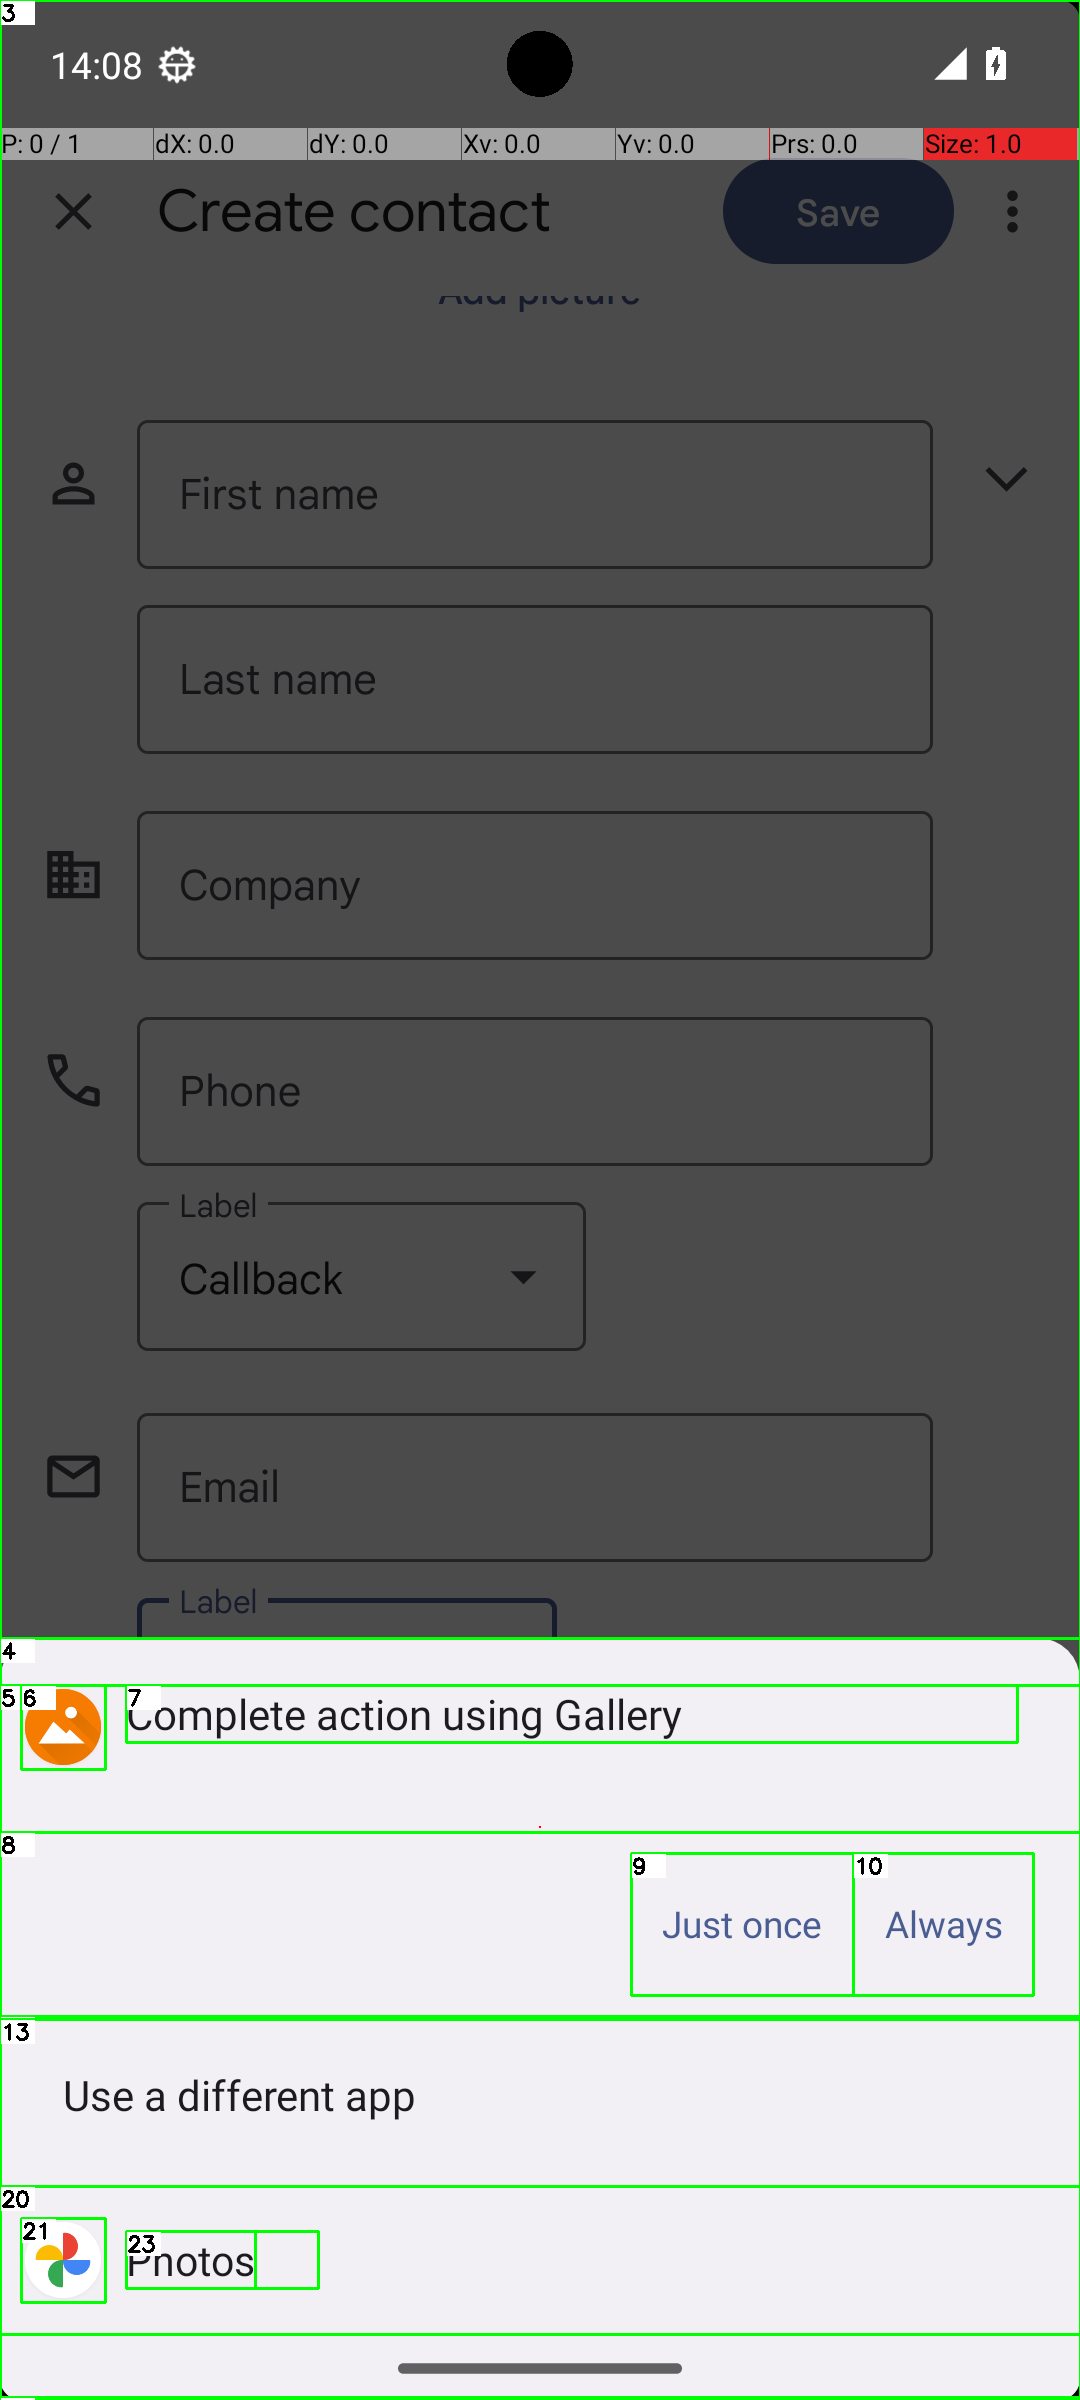 3
14:08
P: 0 / 1 dX: 0.0 dY: 0.0 Xv: 0.0 Yv: 0.0 Prs: 0.0 Size: 1.0
Create contact Save
Add picture
First name
Last name
Company
Phone
Label
Callback
Email
Label
4
5 6 7
Complete action using Gallery
8
9 10
Just once Always
13
Use a different app
20
21 23
Photos